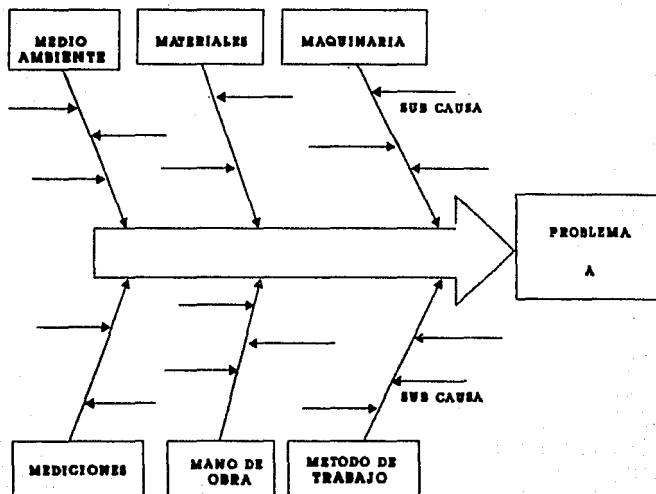 MEDIO
AMBIENTE
MATERIALES
MAQUINARIA
SUB CAUSA
PROBLEMA
A
SUB CAUSA
MEDICIONES
MANO DE
OBRA
METODO DE
TRABAJO